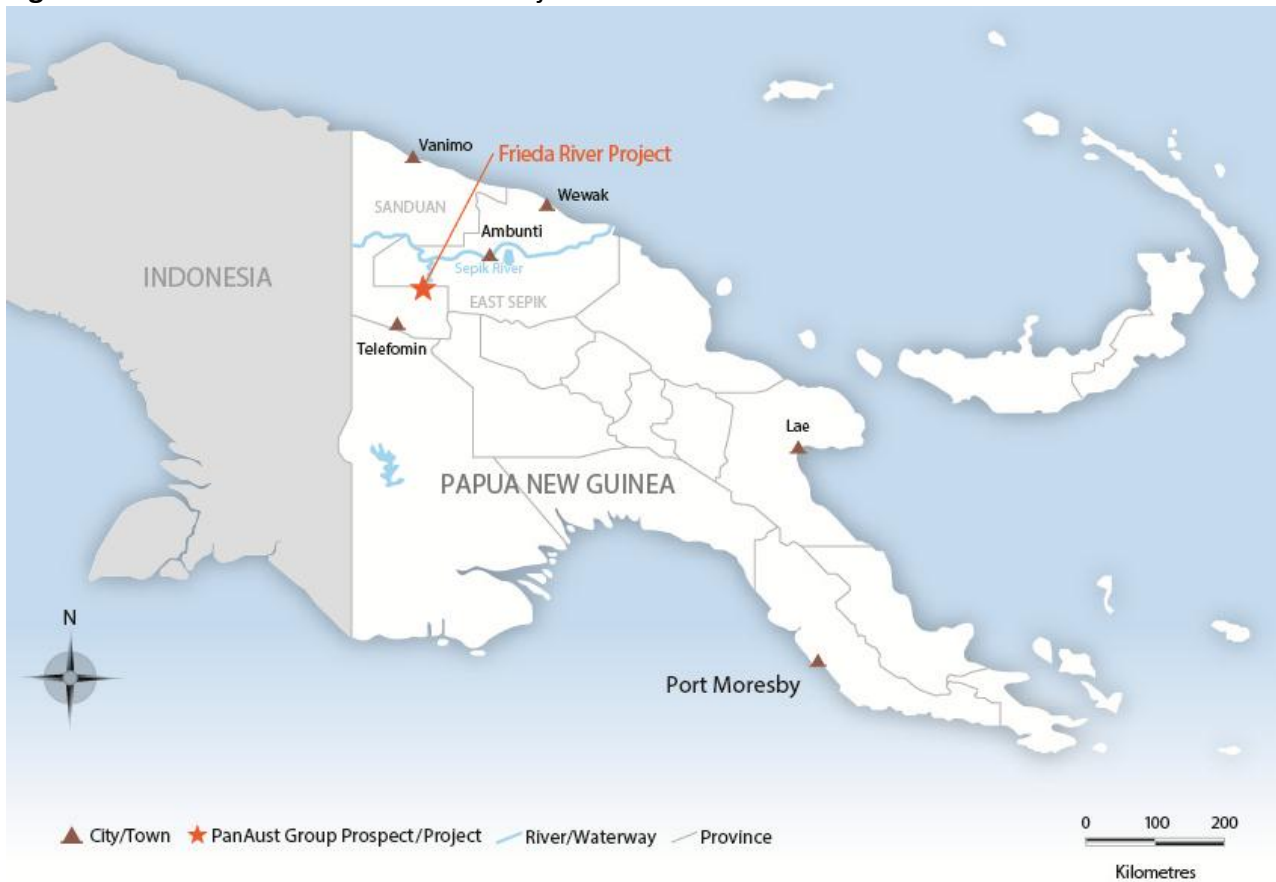 Vanimo
Frieda River Project
Wewak
SANDUAN
Ambunti
Sepik River
INDONESIA
EAST SEPIK
Telefomin
Lae
PAPUA NEW GUINEA
N
Port Moresby
City/Town
PanAust Group Prospect/Project
River/Waterway
Province
0 100 200
Kilometres